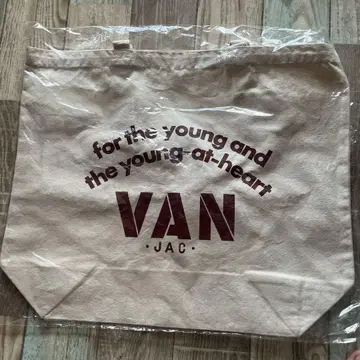 for the young and
the young-at-heart
VAN
·JAC·